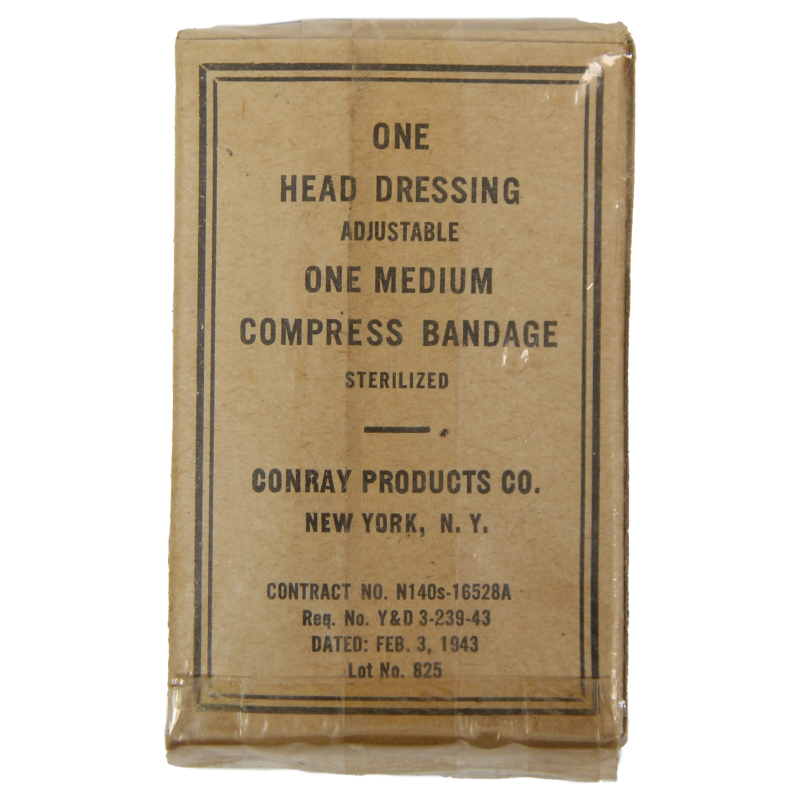 ONE
HEAD DRESSING
ADJUSTABLE
ONE MEDIUM
COMPRESS BANDAGE
STERILIZED
CONRAY PRODUCTS CO.
NEW YORK, N. Y.
CONTRACT NO. N140s-16528A
Req. No. Y&D 3-239-43
DATED: FEB. 3, 1943
Lot No. 825